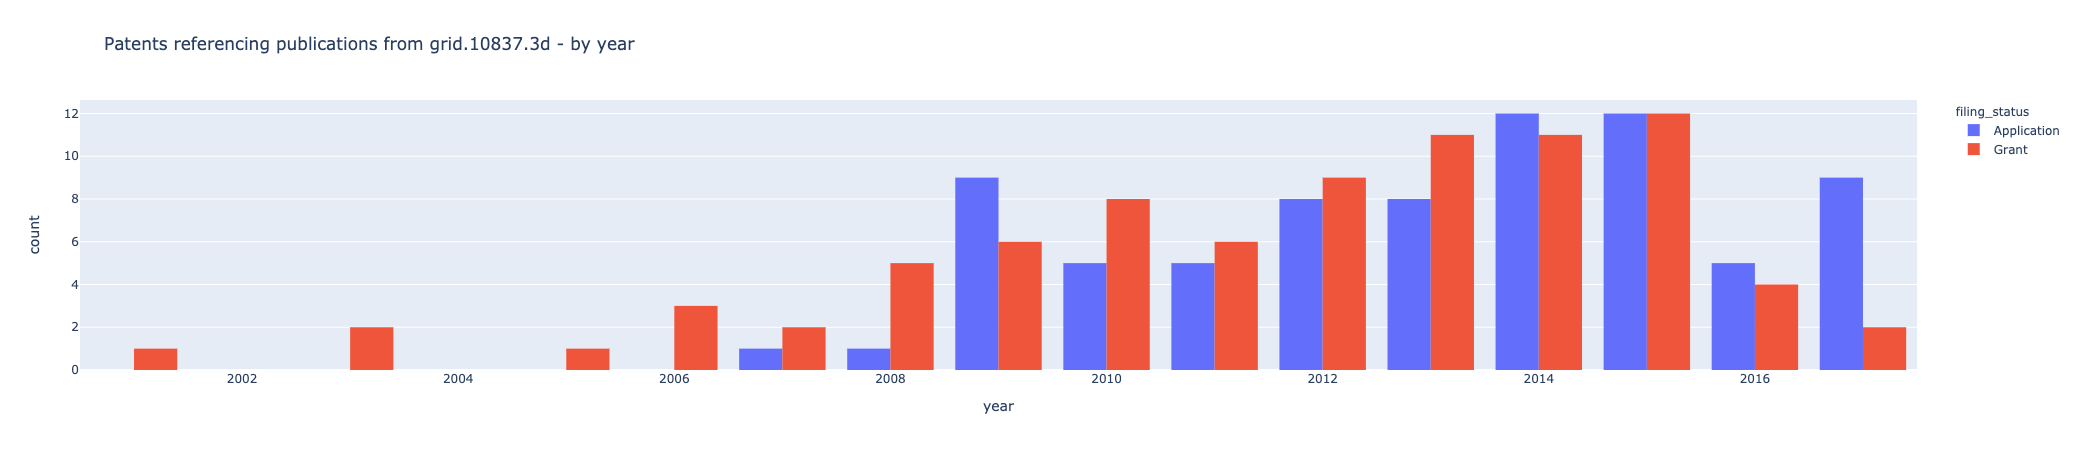 Patents referencing publications from grid.10837.3d - by year
12
10
8
6
4
2
0
count
2002 2004 2006 2008 2010 2012 2014 2016
year
filing_status
Application
Grant